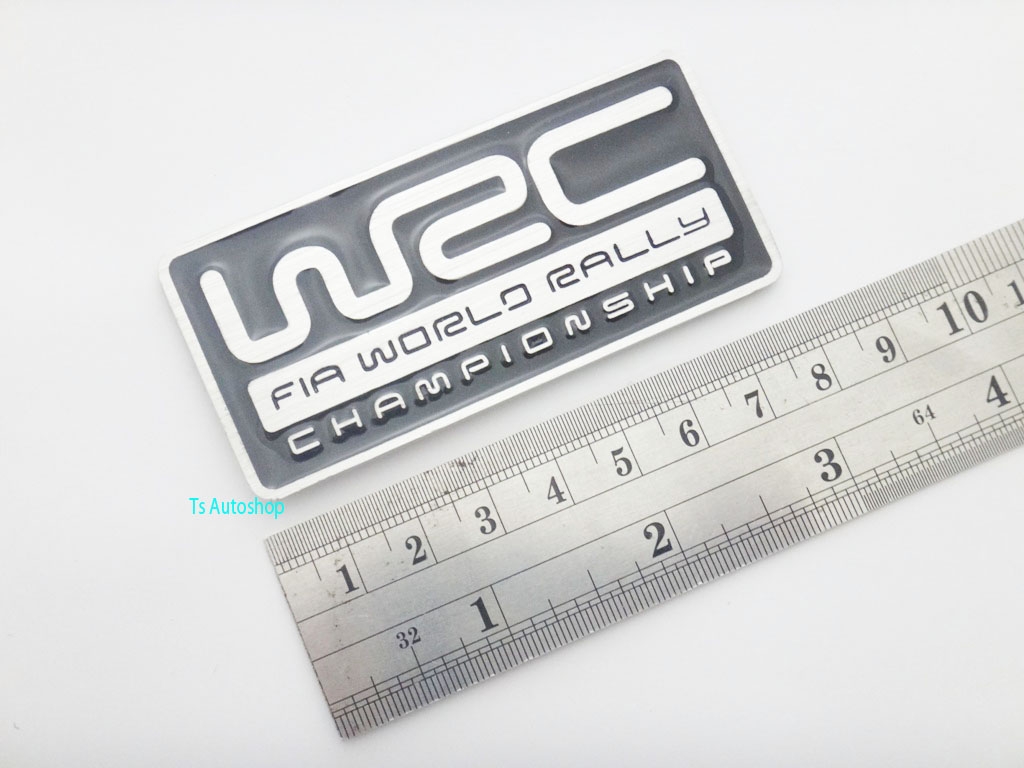 WRC
FIA WORLD RALLY
CHAMPIONSHIP
Ts Autoshop
1 2 3 4 5 6 7 8 9 10 1
32 1 2 3 64 4